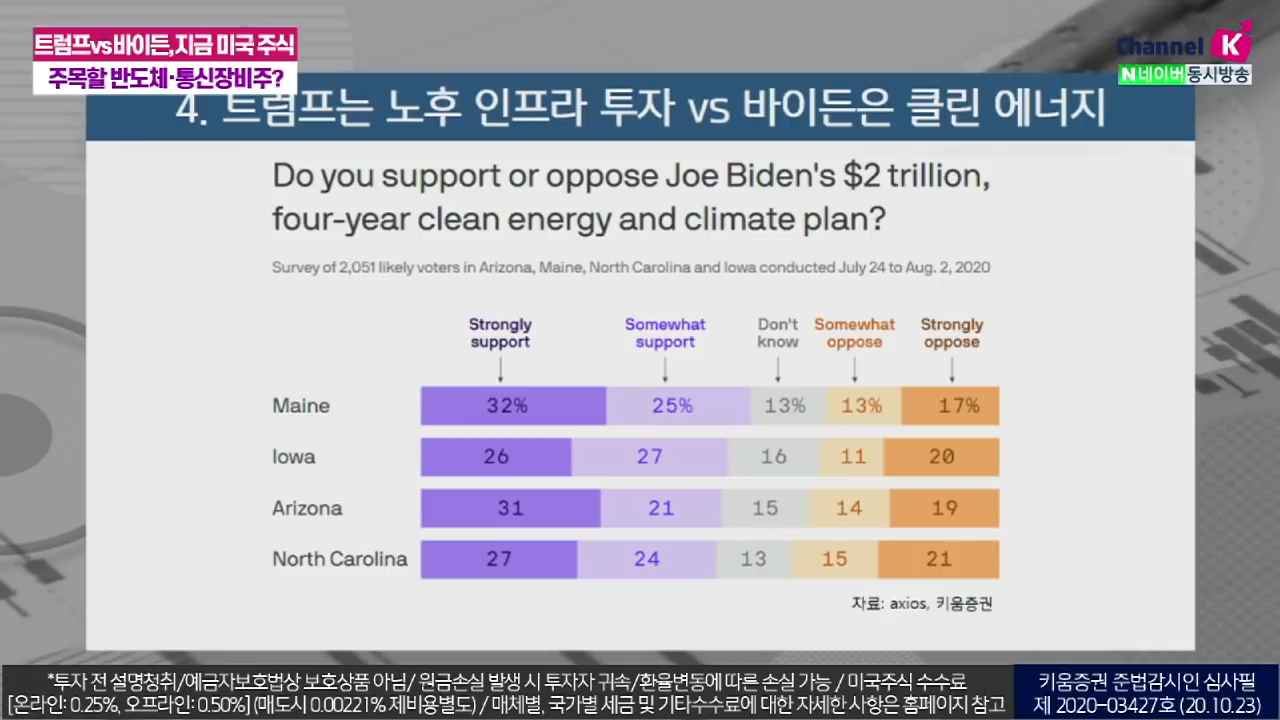 트럼프vs바이든,지금 미국 주식
주목할 반도체·통신장비주?
Channel K
N네이버 동시방송
4. 트럼프는 노후 인프라 투자 vs 바이든은 클린 에너지
Do you support or oppose Joe Biden's $2 trillion,
four-year clean energy and climate plan?
Survey of 2,051 likely voters in Arizona, Maine, North Carolina and Iowa conducted July 24 to Aug. 2, 2020
Strongly support
Somewhat support
Don't know
Somewhat oppose
Strongly oppose
Maine 32% 25% 13% 13% 17%
Iowa 26 27 16 11 20
Arizona 31 21 15 14 19
North Carolina 27 24 13 15 21
자료: axios, 키움증권
*투자 전 설명청취/예금자보호법상 보호상품 아님/ 원금손실 발생 시 투자자 귀속/환율변동에 따른 손실 가능 / 미국주식 수수료
[온라인: 0.25%, 오프라인: 0.50%] (매도시 0.00221% 제비용별도) / 매체별, 국가별 세금 및 기타수수료에 대한 자세한 사항은 홈페이지 참고
키움증권 준법감시인 심사필
제 2020-03427호 (20.10.23)